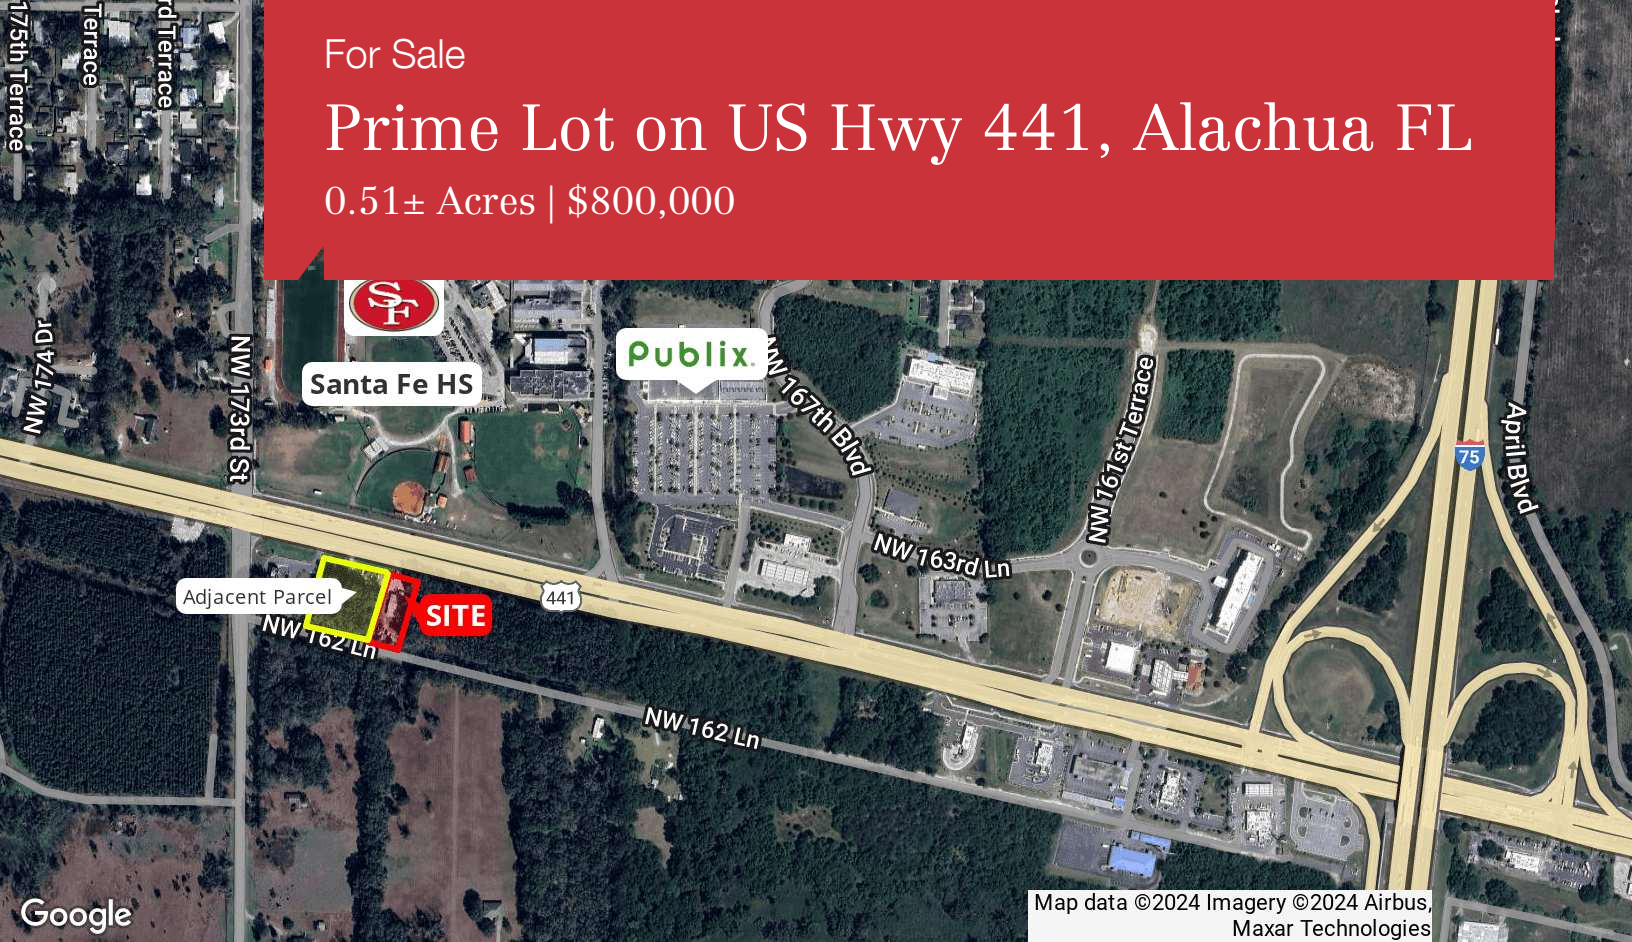 175th Terrace
Terrace
rd Terrace
For Sale
Prime Lot on US Hwy 441, Alachua FL
0.51± Acres | $800,000
SF
Santa Fe HS
Publix.
NW 174 Dr
NW 173rd St
NW 167th Blvd
NW 161st Terrace
75
April Blvd
NW 163rd Ln
Adjacent Parcel
SITE
441
NW 162 Ln
NW 162 Ln
Google
Map data ©2024 Imagery ©2024 Airbus,
Maxar Technologies